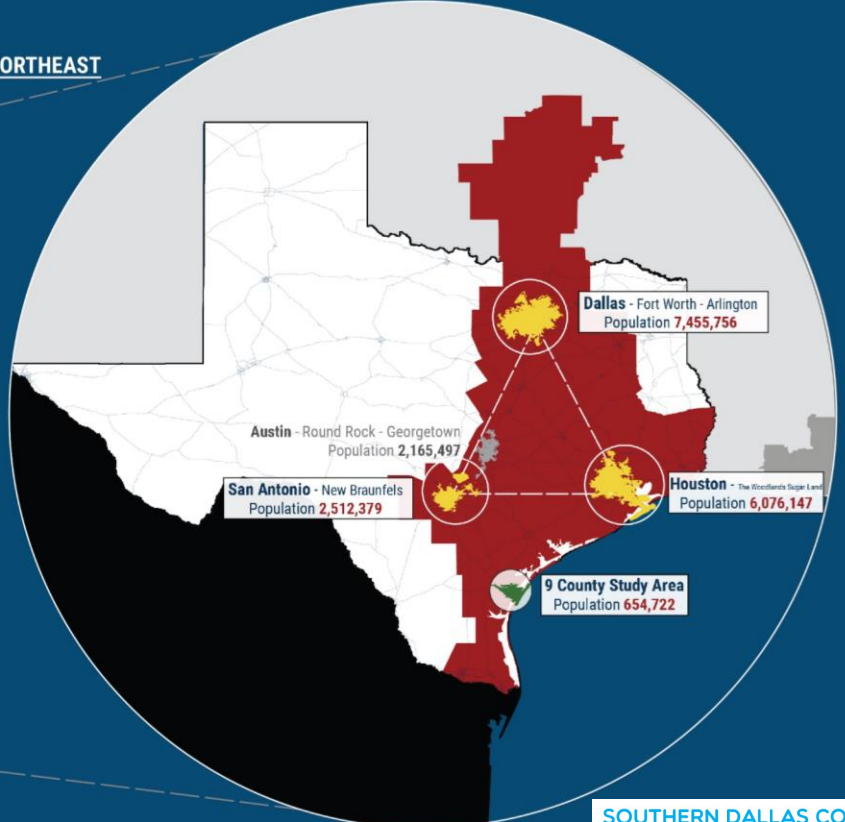 ORTHEAST
Dallas - Fort Worth - Arlington
Population 7,455,756
Austin - Round Rock - Georgetown
Population 2,165,497
San Antonio - New Braunfels
Population 2,512,379
Houston - The Woodlands Sugar Land
Population 6,076,147
9 County Study Area
Population 654,722
SOUTHERN DALLAS CO